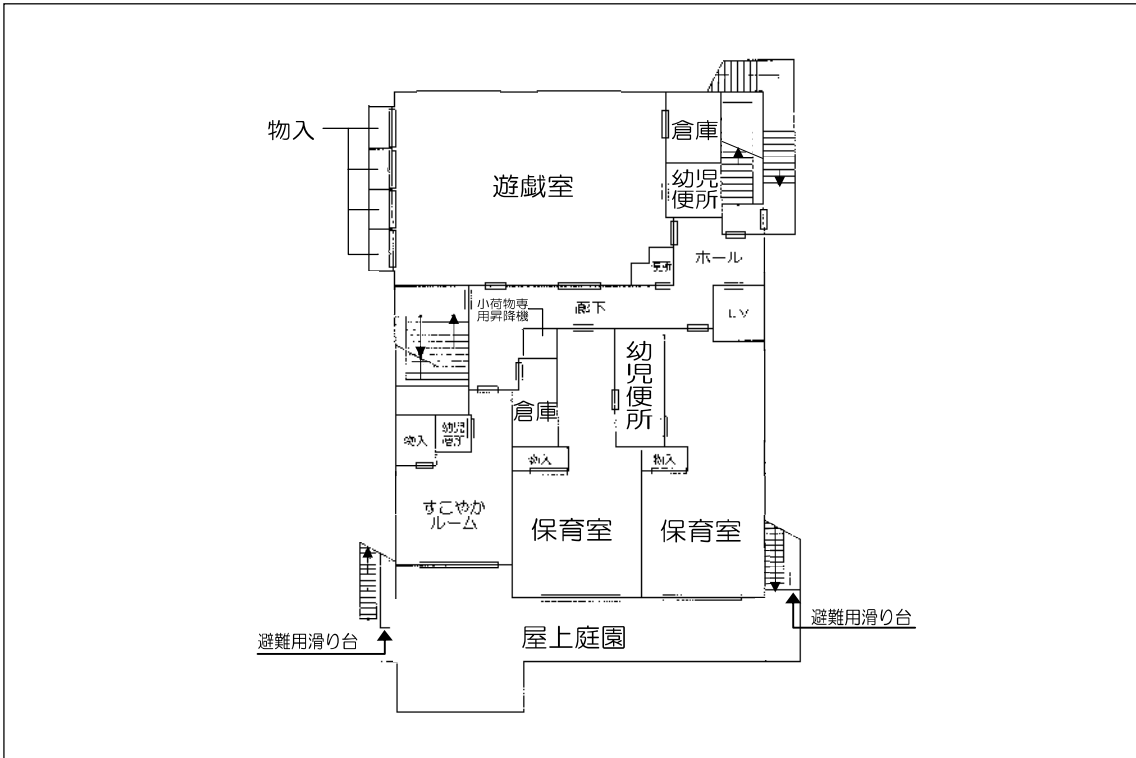 物入
倉庫
遊戯室
幼児
便所
ホール
便所
小荷物専
用昇降機
廊下
LV
幼児便所
倉庫
物入
幼児
便所
物入
物入
すこやか
ルーム
保育室
保育室
避難用滑り台
屋上庭園
避難用滑り台